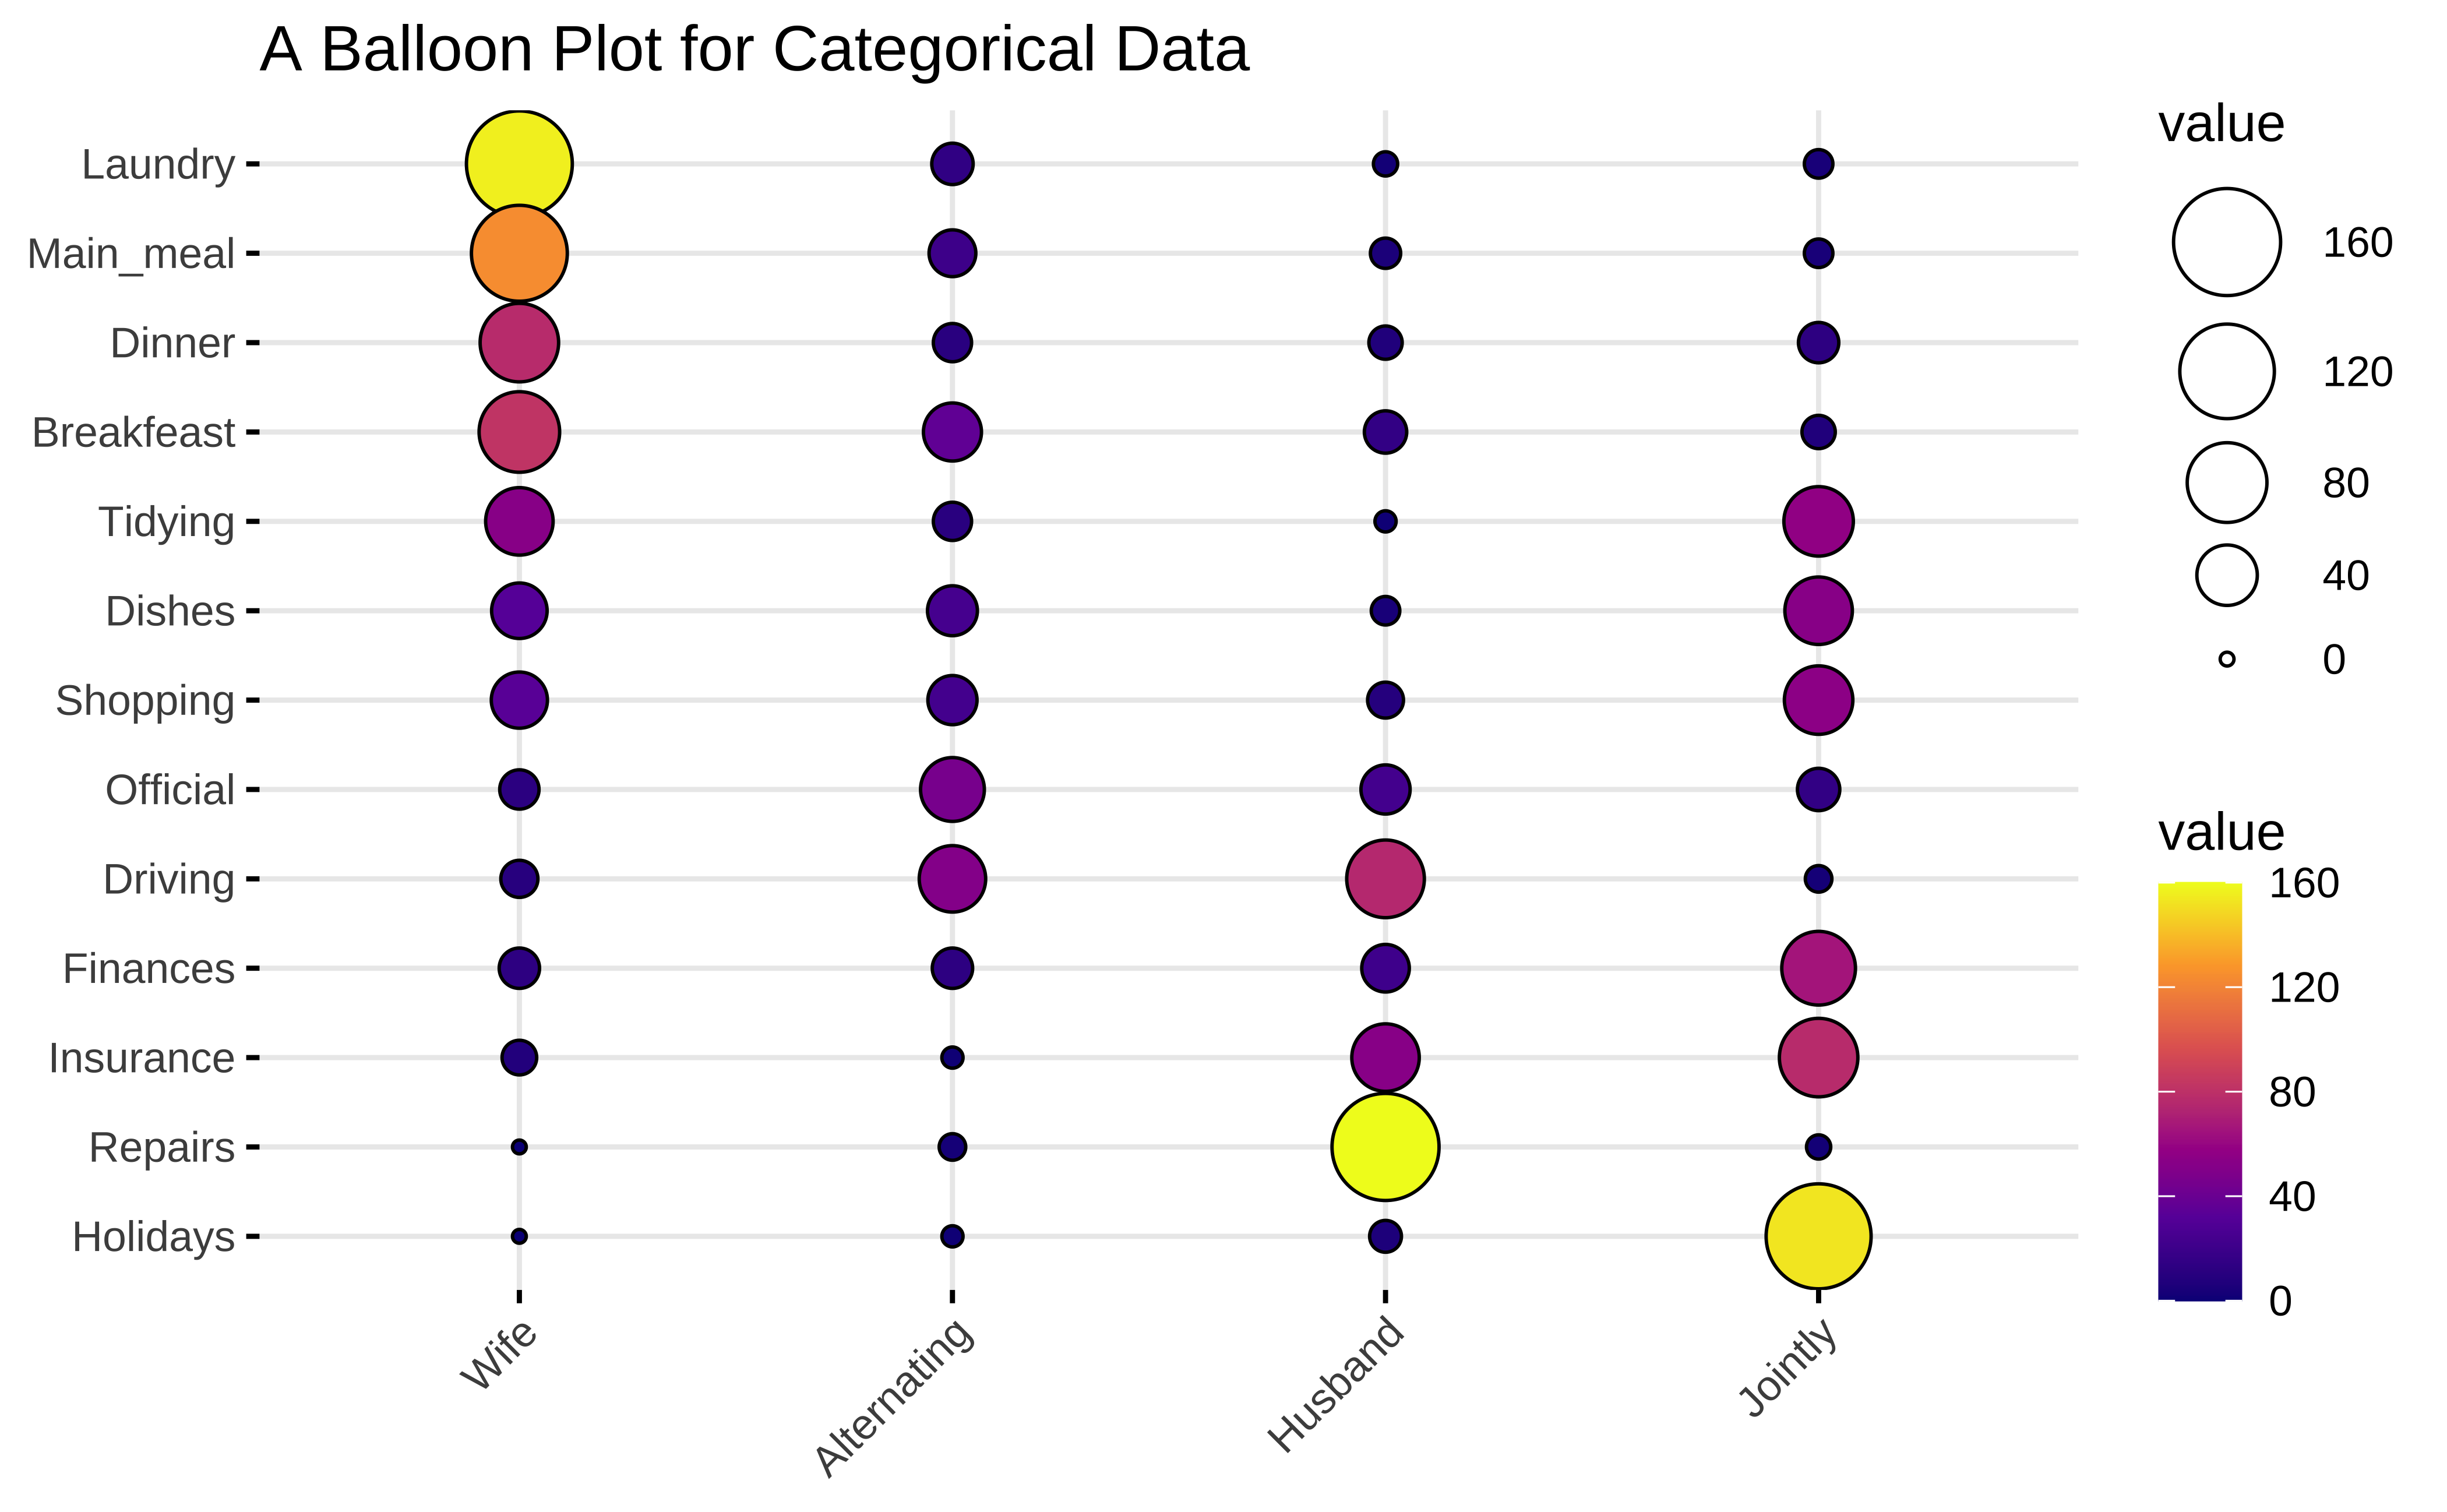 A Balloon Plot for Categorical Data
Laundry
Main_meal
Dinner
Breakfeast
Tidying
Dishes
Shopping
Official
Driving
Finances
Insurance
Repairs
Holidays
Wife
Alternating
Husband
Jointly
value
160
120
80
40
0
value
160
120
80
40
0